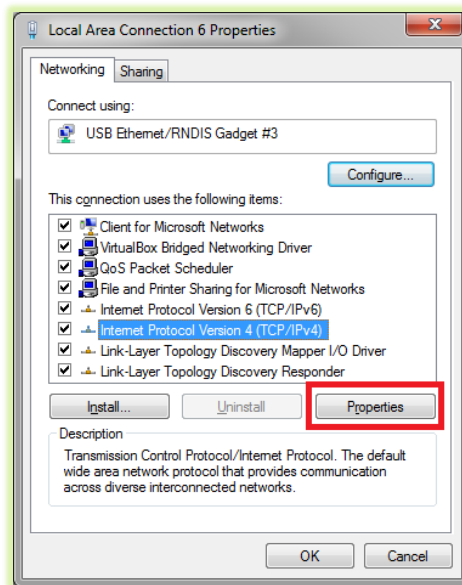 Local Area Connection 6 Properties
Networking
Sharing
Connect using:
USB Ethernet/RNDIS Gadget #3
Configure...
This connection uses the following items:
Client for Microsoft Networks
VirtualBox Bridged Networking Driver
QoS Packet Scheduler
File and Printer Sharing for Microsoft Networks
Internet Protocol Version 6 (TCP/IPv6)
Internet Protocol Version 4 (TCP/IPv4)
Link-Layer Topology Discovery Mapper I/O Driver
Link-Layer Topology Discovery Responder
Install...
Uninstall
Properties
Description
Transmission Control Protocol/Internet Protocol. The default
wide area network protocol that provides communication
across diverse interconnected networks.
OK
Cancel